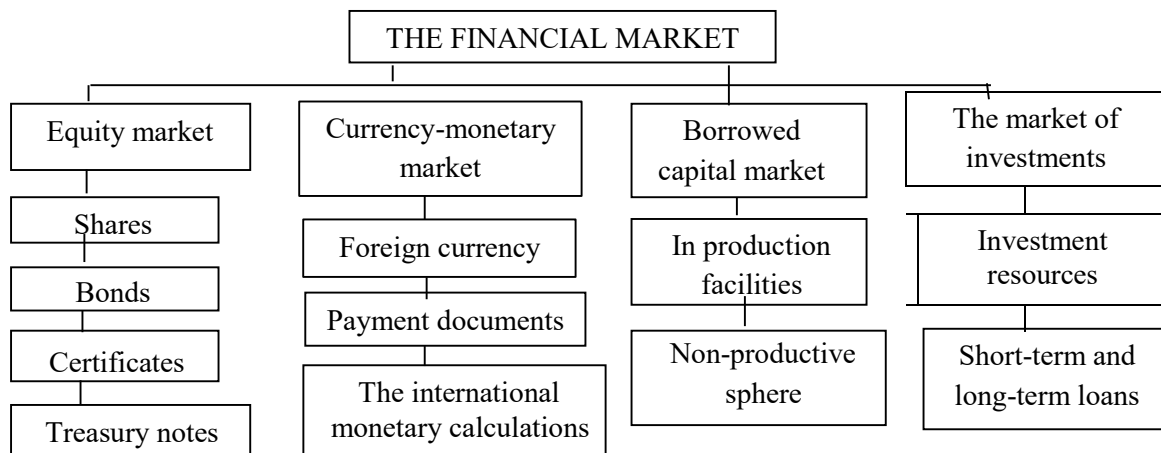 THE FINANCIAL MARKET
Equity market
Shares
Bonds
Certificates
Treasury notes
Currency-monetary
market
Foreign currency
Payment documents
The international
monetary calculations
Borrowed
capital market
In production
facilities
Non-productive
sphere
The market of
investments
Investment
resources
Short-term and
long-term loans